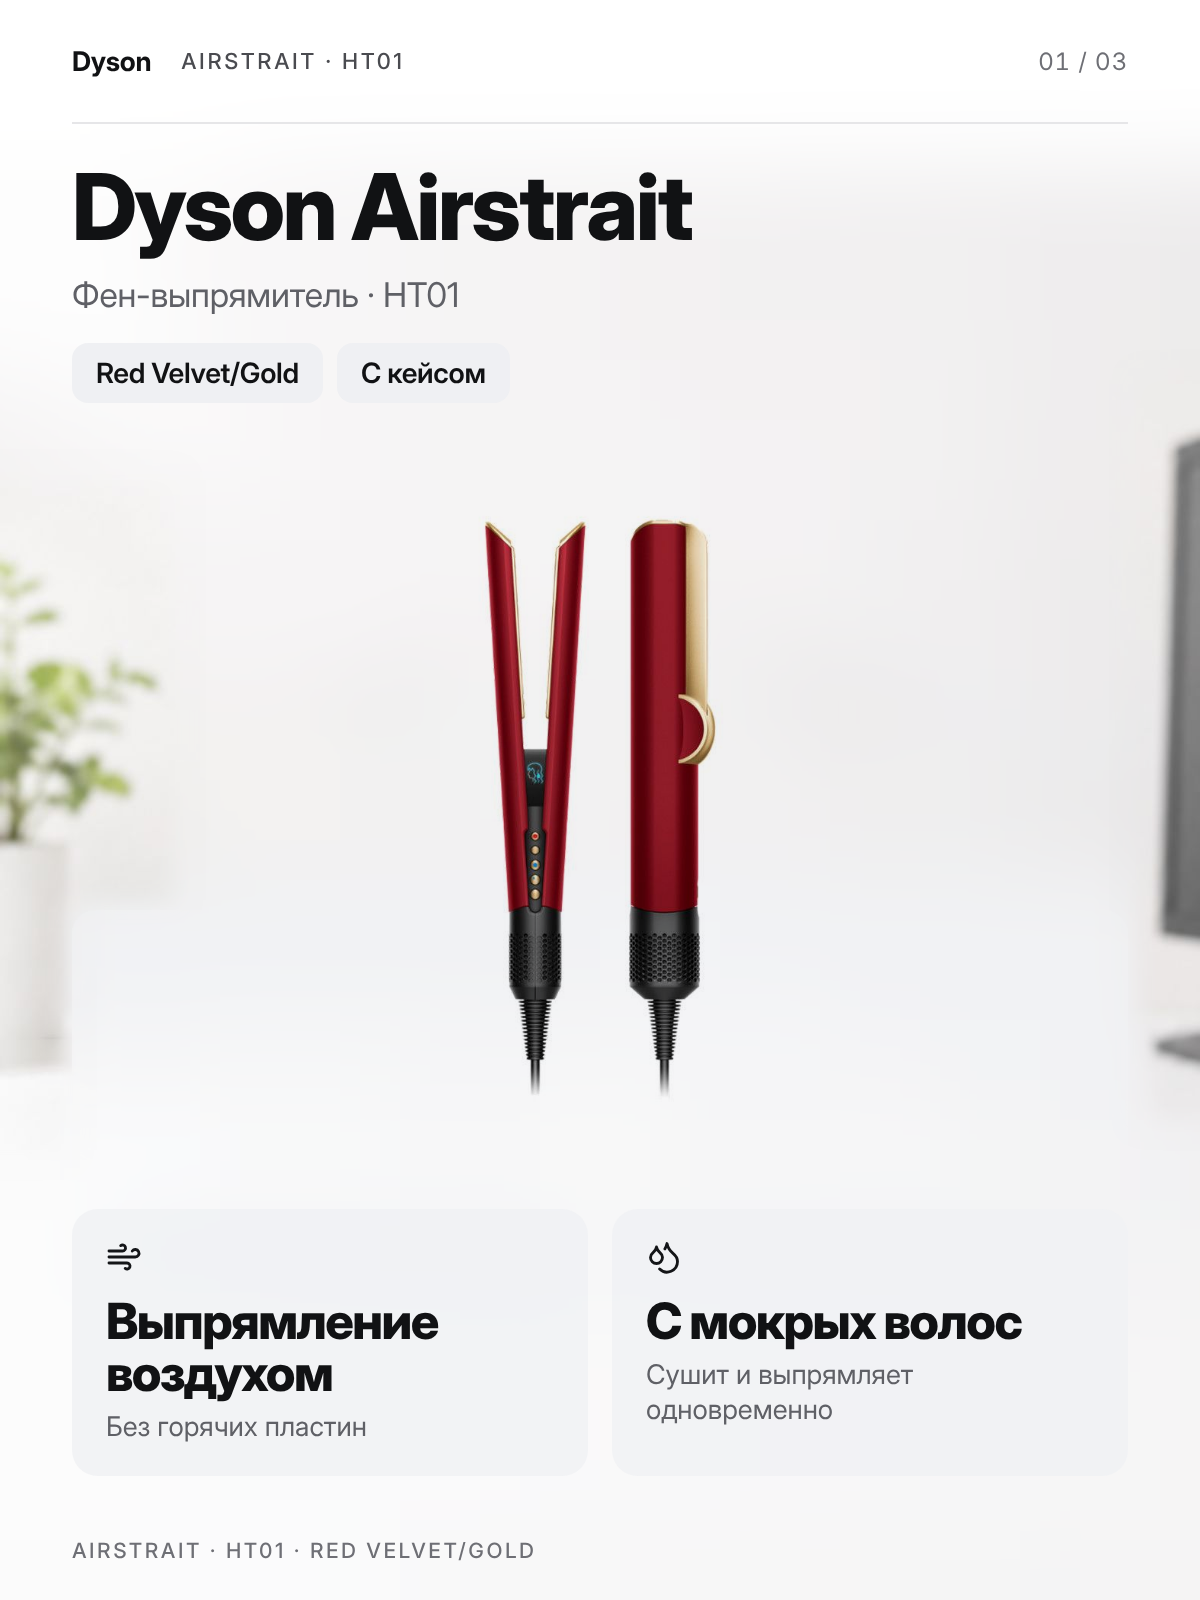 Dyson AIRSTRAIT · HT01 01 / 03
Dyson Airstrait
Фен-выпрямитель · HT01
Red Velvet/Gold С кейсом
Выпрямление
воздухом
Без горячих пластин
С мокрых волос
Сушит и выпрямляет
одновременно
AIRSTRAIT · HT01 · RED VELVET/GOLD